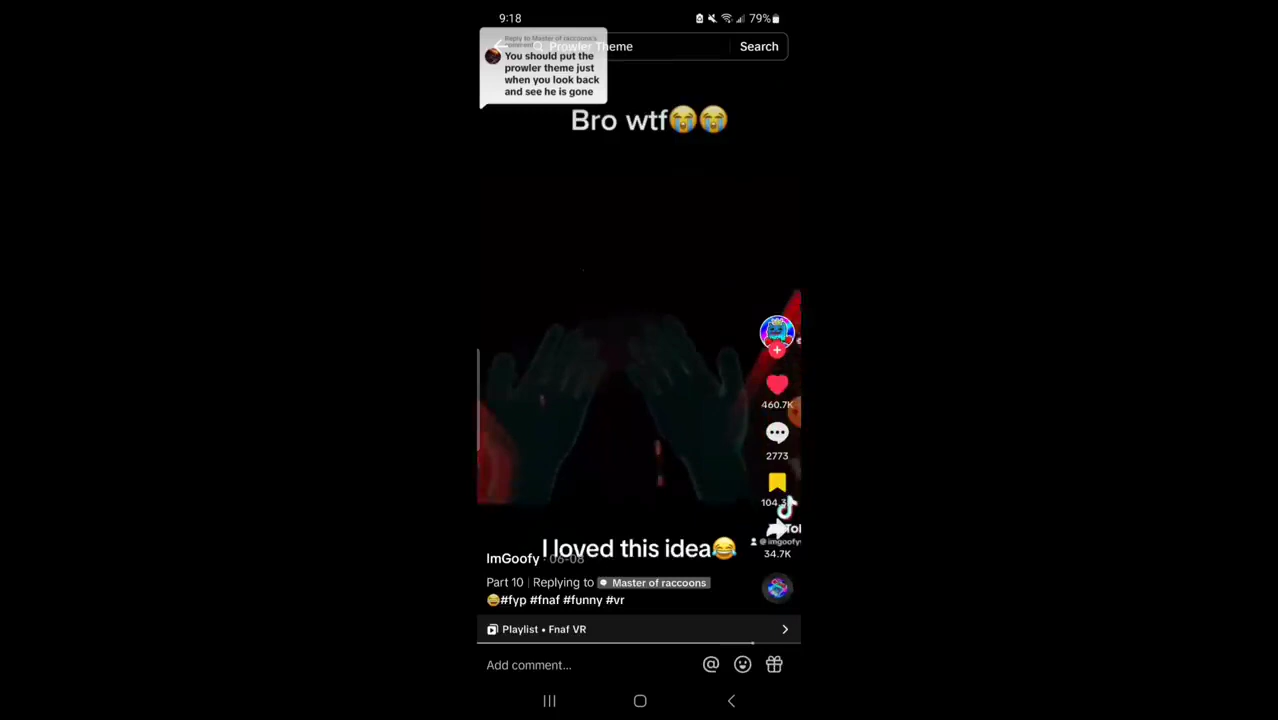 9:18
79%
Reply to Master of raccoons's
You should put the
prowler theme just
when you look back
and see he is gone
Prowler Theme
Search
Bro wtf😭😭
460.7K
2773
34.7K
I loved this idea😂
ImGoofy · 06-08
Part 10 | Replying to Master of raccoons
😂#fyp #fnaf #funny #vr
Playlist • Fnaf VR
Add comment...